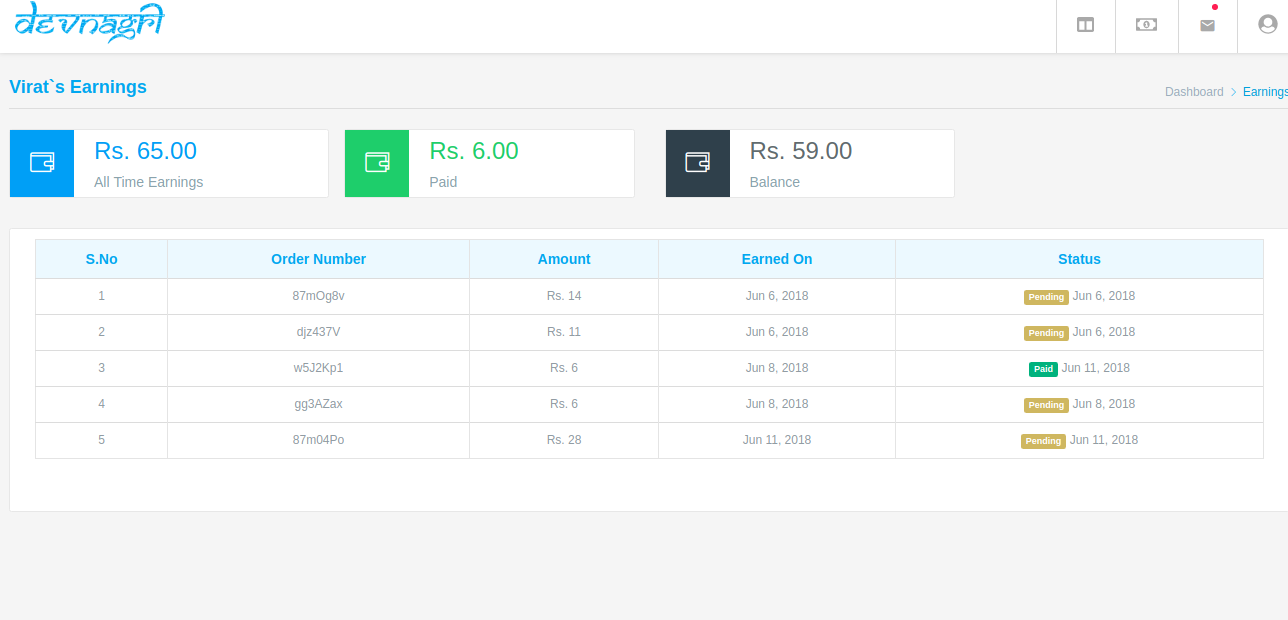 devnagri
Virat`s Earnings
Dashboard > Earnings
Rs. 65.00
All Time Earnings
Rs. 6.00
Paid
Rs. 59.00
Balance
S.No Order Number Amount Earned On Status
1 87mOg8v Rs. 14 Jun 6, 2018 Pending Jun 6, 2018
2 djz437V Rs. 11 Jun 6, 2018 Pending Jun 6, 2018
3 w5J2Kp1 Rs. 6 Jun 8, 2018 Paid Jun 11, 2018
4 gg3AZax Rs. 6 Jun 8, 2018 Pending Jun 8, 2018
5 87m04Po Rs. 28 Jun 11, 2018 Pending Jun 11, 2018